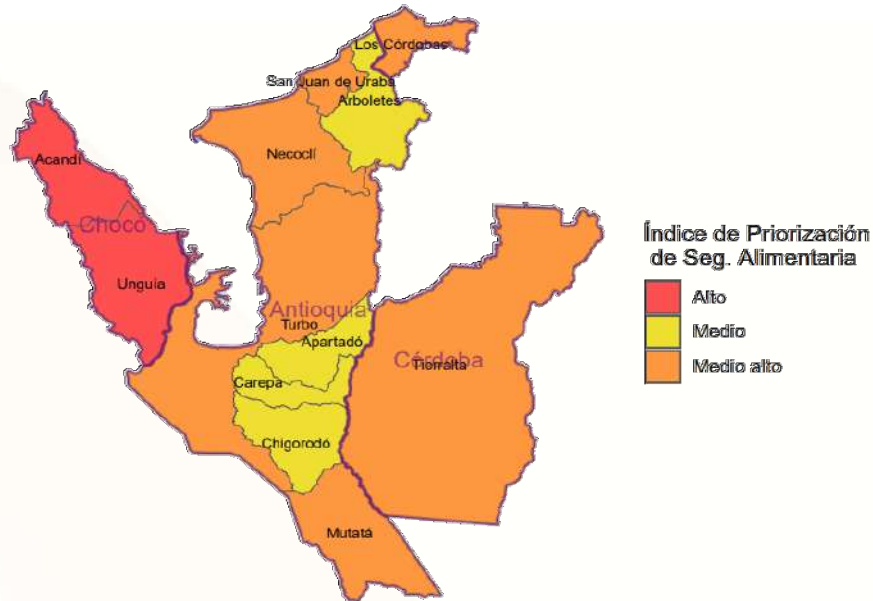 Los Córdobas
San Juan de Uraba
Arboletes
Necoclí
Acandí
Chocó
Unguía
Antioquia
Turbo
Apartadó
Carepa
Chigorodó
Mutatá
Córdoba
Tierralta
Índice de Priorización
de Seg. Alimentaria
Alto
Medio
Medio alto